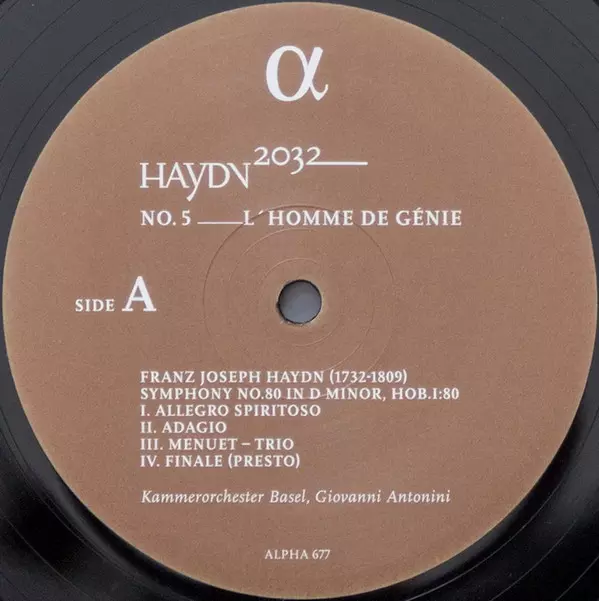 α
HAYDN2032
NO. 5 — L´HOMME DE GÉNIE
SIDE A
FRANZ JOSEPH HAYDN (1732-1809)
SYMPHONY NO.80 IN D MINOR, HOB.I:80
I. ALLEGRO SPIRITOSO
II. ADAGIO
III. MENUET – TRIO
IV. FINALE (PRESTO)
Kammerorchester Basel, Giovanni Antonini
ALPHA 677